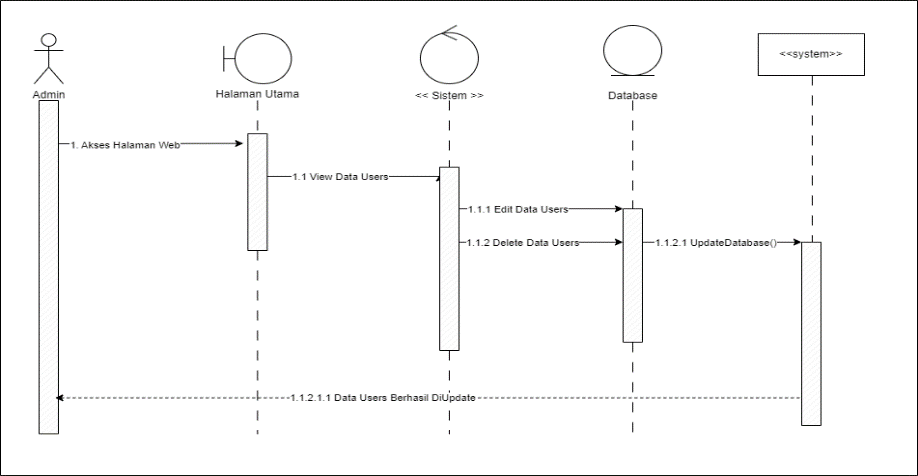 <<system>>
Admin
Halaman Utama
<< Sistem >>
Database
1. Akses Halaman Web
1.1 View Data Users
1.1.1 Edit Data Users
1.1.2 Delete Data Users
1.1.2.1 UpdateDatabase()
1.1.2.1.1 Data Users Berhasil DiUpdate